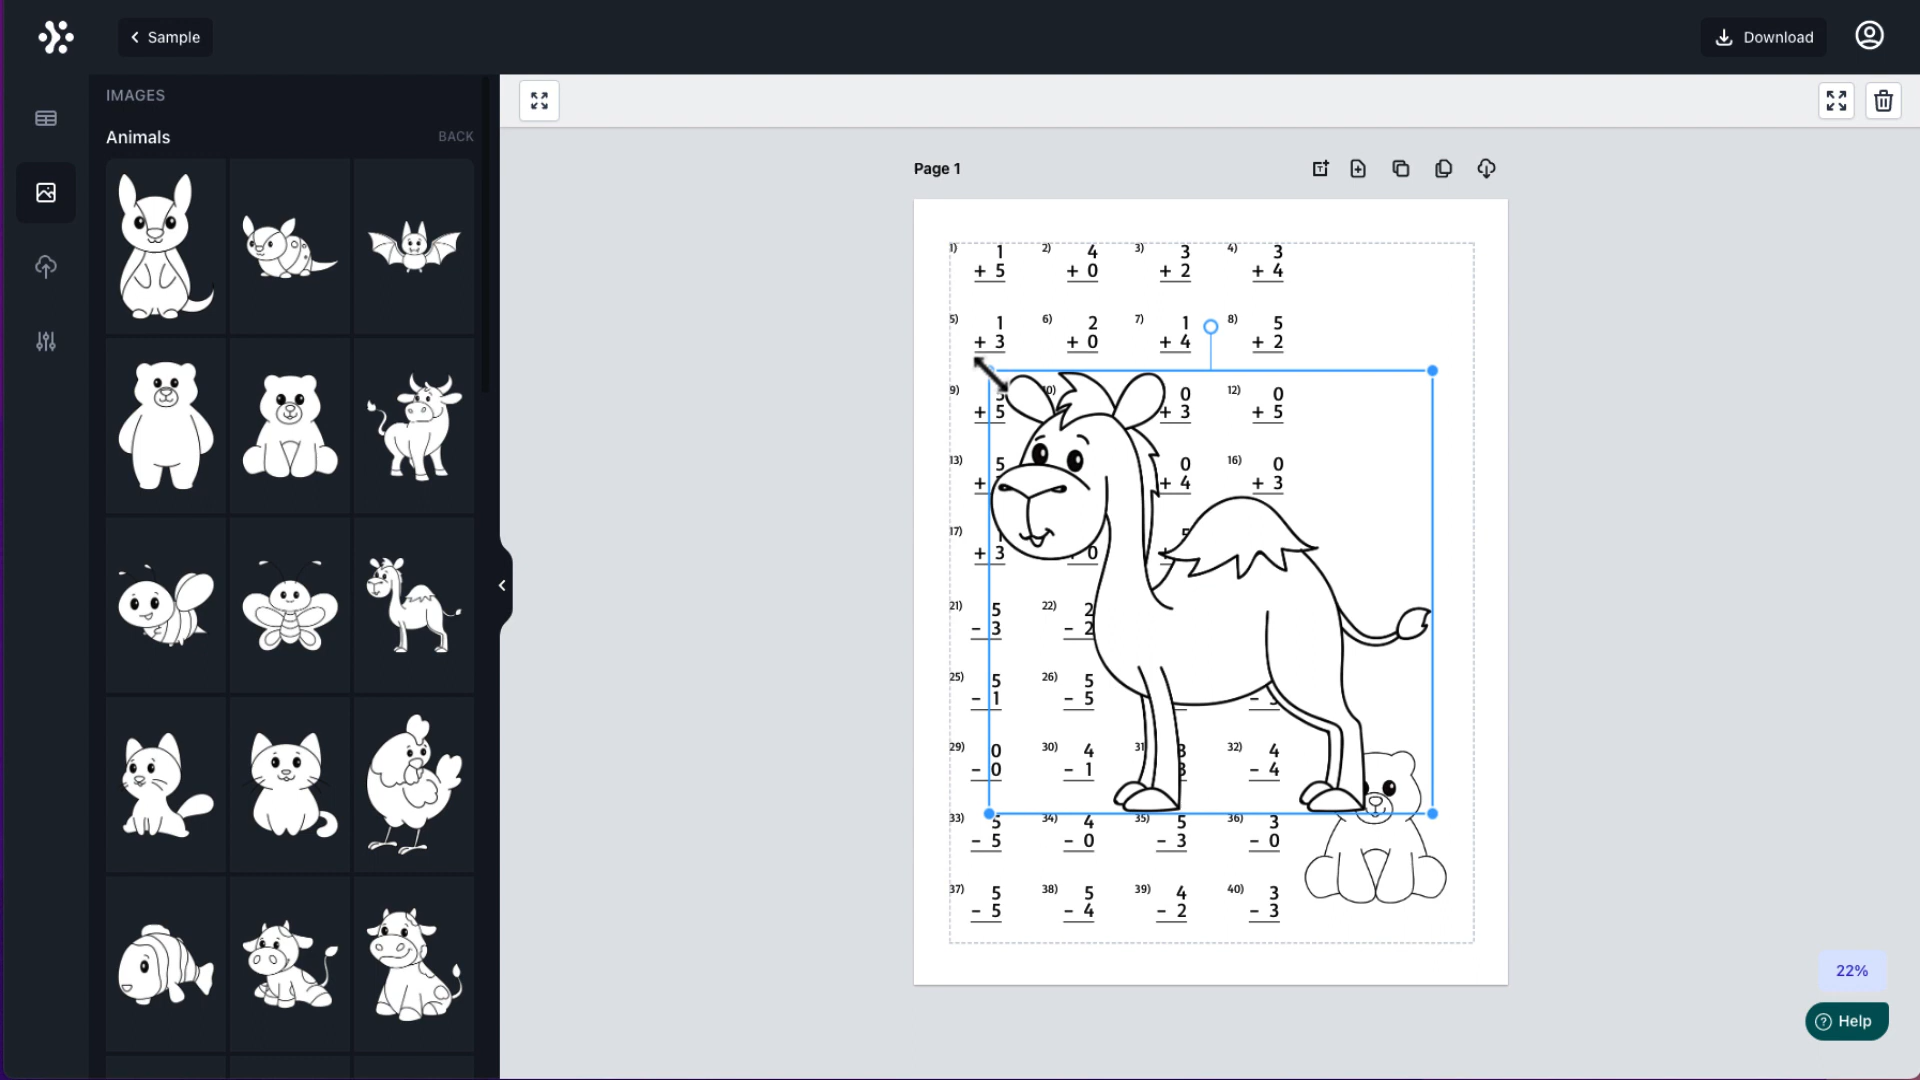 Sample
Download
IMAGES
Animals
BACK
Page 1
1) 2) 3) 4)
1 4 3 3
+ 5 + 0 + 2 + 4
5) 6) 7) 8)
1 2 1 5
+ 3 + 0 + 4 + 2
9) 12)
0 0
+ 5 + 3 + 5
13) 16)
5 0 0
+ + 4 + 3
17)
+ 3 0
21) 22)
5 2
- 3 - 2
25) 26)
5 5
- 1 - 5
29) 30) 31 32)
0 4 4
- 0 - 1 - 4
33) 34) 35) 36)
5 4 5 3
- 5 - 0 - 3 - 0
37) 38) 39) 40)
5 5 4 3
- 5 - 4 - 2 - 3
22%
Help